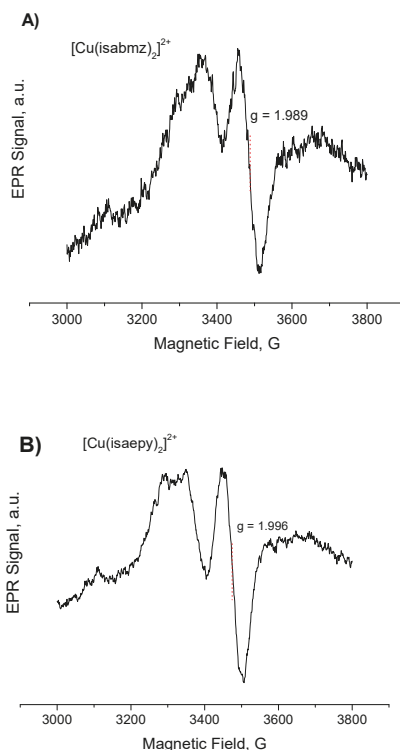 A)
[Cu(isabmz)₂]²⁺
g = 1.989
EPR Signal, a.u.
3000 3200 3400 3600 3800
Magnetic Field, G
B)
[Cu(isaepy)₂]²⁺
g = 1.996
EPR Signal, a.u.
3000 3200 3400 3600 3800
Magnetic Field, G